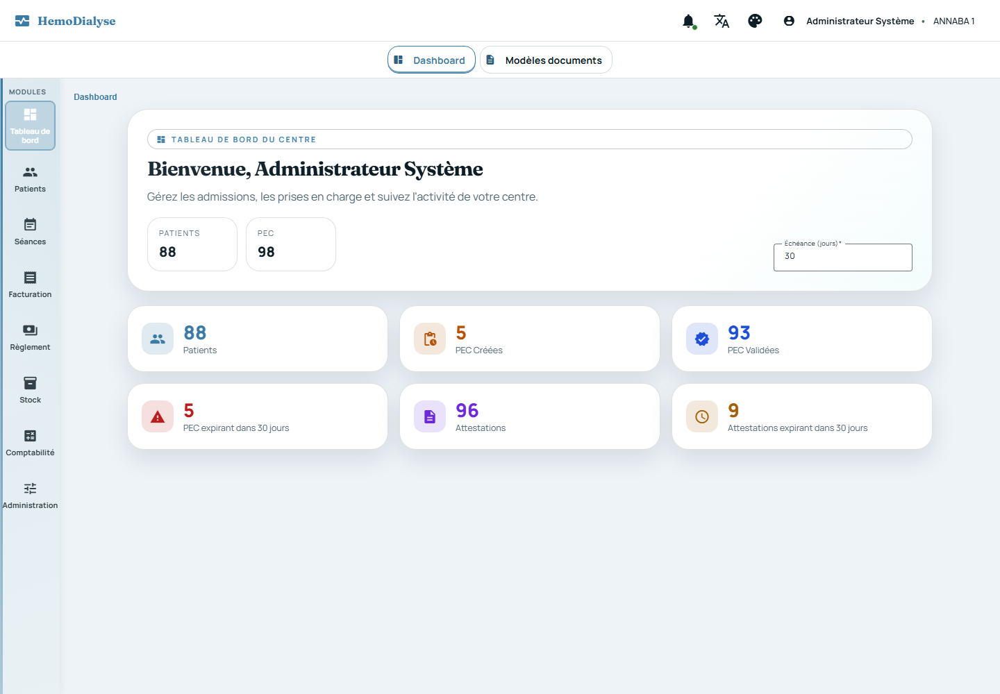 HemoDialyse
Administrateur Système • ANNABA 1
Dashboard
Modèles documents
MODULES
Tableau de
bord
Patients
Séances
Facturation
Règlement
Stock
Comptabilité
Administration
Dashboard
TABLEAU DE BORD DU CENTRE
Bienvenue, Administrateur Système
Gérez les admissions, les prises en charge et suivez l'activité de votre centre.
PATIENTS
88
PEC
98
Échéance (jours) *
30
88
Patients
5
PEC Créées
93
PEC Validées
5
PEC expirant dans 30 jours
96
Attestations
9
Attestations expirant dans 30 jours